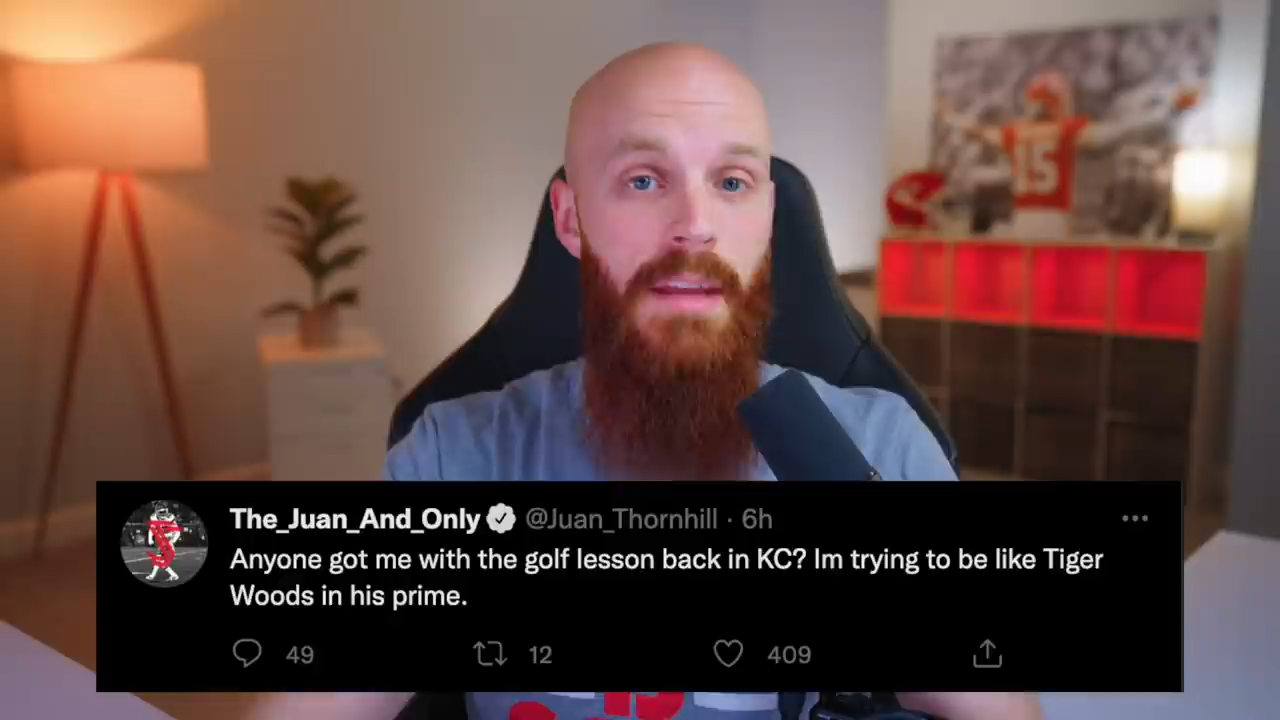 15
The_Juan_And_Only @Juan_Thornhill · 6h
Anyone got me with the golf lesson back in KC? Im trying to be like Tiger
Woods in his prime.
49 12 409